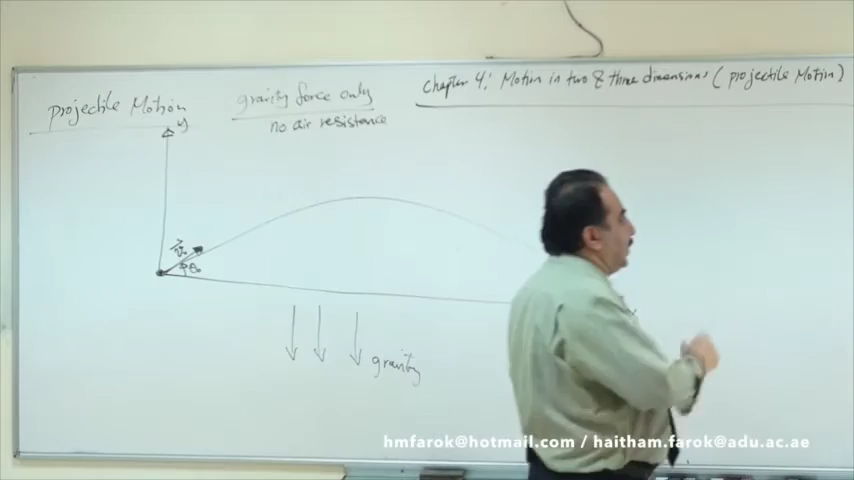 chapter 4: Motion in two & three dimensions (projectile Motion)
projectile Motion
gravity force only
no air resistance
y
v₀
θ₀
gravity
hmfarok@hotmail.com / haitham.farok@adu.ac.ae